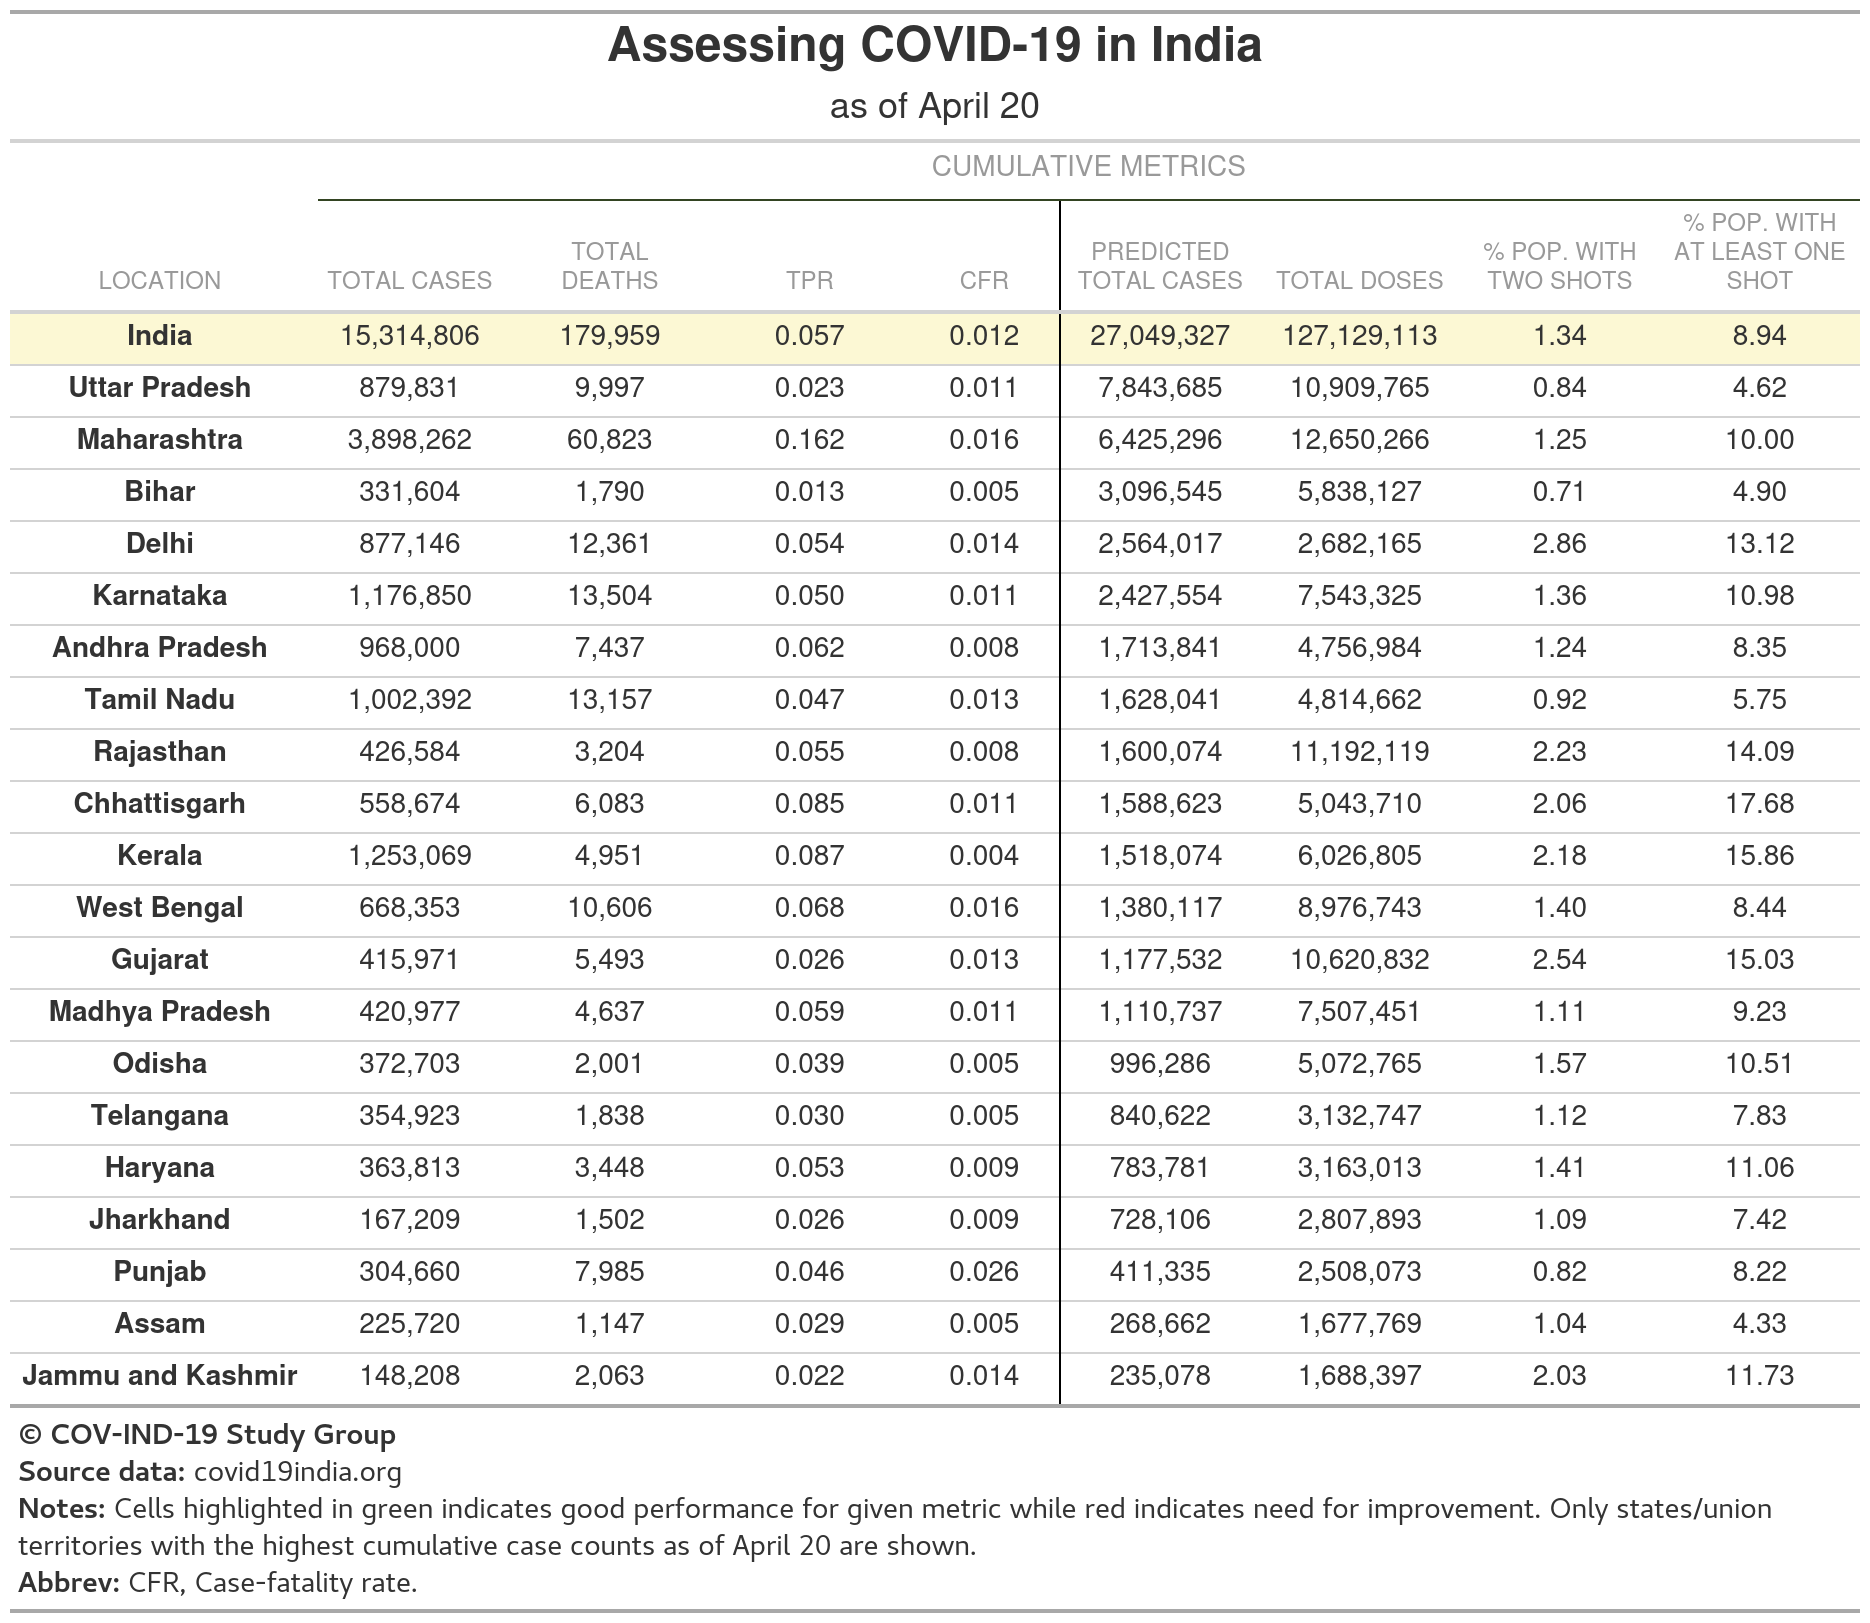 Assessing COVID-19 in India
as of April 20
CUMULATIVE METRICS
LOCATION TOTAL CASES TOTAL DEATHS TPR CFR PREDICTED TOTAL CASES TOTAL DOSES % POP. WITH TWO SHOTS % POP. WITH AT LEAST ONE SHOT
India 15,314,806 179,959 0.057 0.012 27,049,327 127,129,113 1.34 8.94
Uttar Pradesh 879,831 9,997 0.023 0.011 7,843,685 10,909,765 0.84 4.62
Maharashtra 3,898,262 60,823 0.162 0.016 6,425,296 12,650,266 1.25 10.00
Bihar 331,604 1,790 0.013 0.005 3,096,545 5,838,127 0.71 4.90
Delhi 877,146 12,361 0.054 0.014 2,564,017 2,682,165 2.86 13.12
Karnataka 1,176,850 13,504 0.050 0.011 2,427,554 7,543,325 1.36 10.98
Andhra Pradesh 968,000 7,437 0.062 0.008 1,713,841 4,756,984 1.24 8.35
Tamil Nadu 1,002,392 13,157 0.047 0.013 1,628,041 4,814,662 0.92 5.75
Rajasthan 426,584 3,204 0.055 0.008 1,600,074 11,192,119 2.23 14.09
Chhattisgarh 558,674 6,083 0.085 0.011 1,588,623 5,043,710 2.06 17.68
Kerala 1,253,069 4,951 0.087 0.004 1,518,074 6,026,805 2.18 15.86
West Bengal 668,353 10,606 0.068 0.016 1,380,117 8,976,743 1.40 8.44
Gujarat 415,971 5,493 0.026 0.013 1,177,532 10,620,832 2.54 15.03
Madhya Pradesh 420,977 4,637 0.059 0.011 1,110,737 7,507,451 1.11 9.23
Odisha 372,703 2,001 0.039 0.005 996,286 5,072,765 1.57 10.51
Telangana 354,923 1,838 0.030 0.005 840,622 3,132,747 1.12 7.83
Haryana 363,813 3,448 0.053 0.009 783,781 3,163,013 1.41 11.06
Jharkhand 167,209 1,502 0.026 0.009 728,106 2,807,893 1.09 7.42
Punjab 304,660 7,985 0.046 0.026 411,335 2,508,073 0.82 8.22
Assam 225,720 1,147 0.029 0.005 268,662 1,677,769 1.04 4.33
Jammu and Kashmir 148,208 2,063 0.022 0.014 235,078 1,688,397 2.03 11.73
© COV-IND-19 Study Group
Source data: covid19india.org
Notes: Cells highlighted in green indicates good performance for given metric while red indicates need for improvement. Only states/union
territories with the highest cumulative case counts as of April 20 are shown.
Abbrev: CFR, Case-fatality rate.